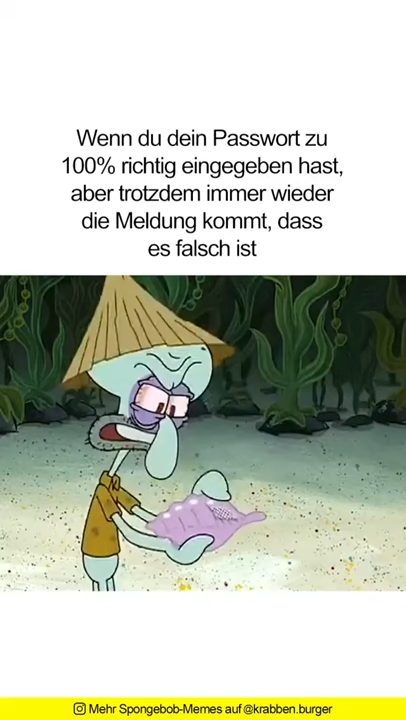 Wenn du dein Passwort zu
100% richtig eingegeben hast,
aber trotzdem immer wieder
die Meldung kommt, dass
es falsch ist
Mehr Spongebob-Memes auf @krabben.burger